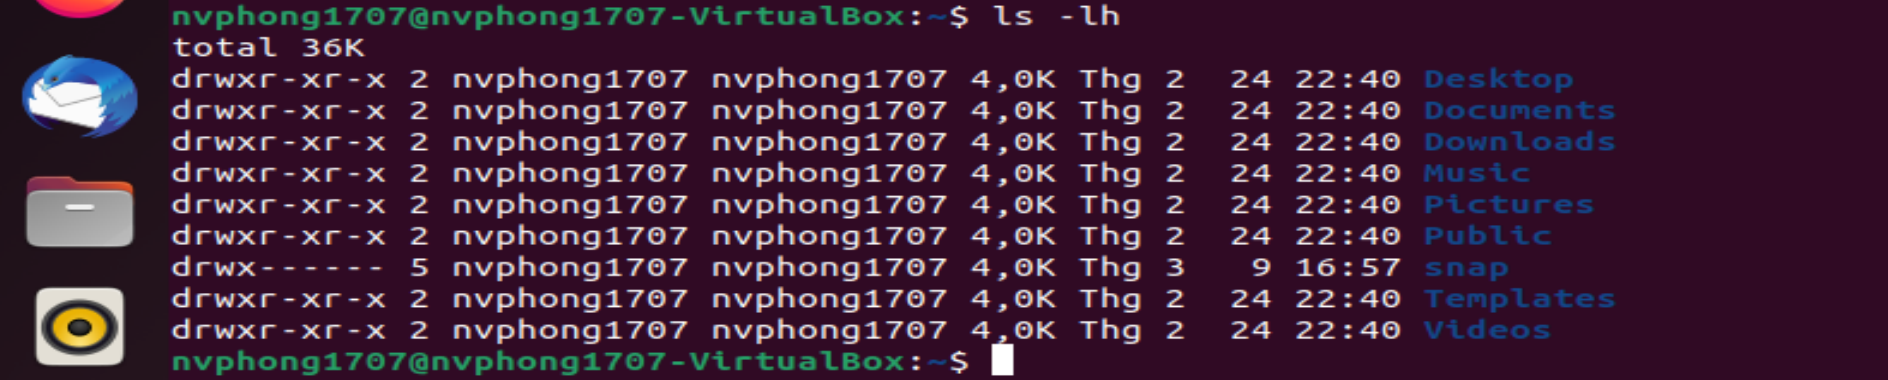 nvphong1707@nvphong1707-VirtualBox:~$ ls -lh
total 36K
drwxr-xr-x 2 nvphong1707 nvphong1707 4,0K Thg 2  24 22:40 Desktop
drwxr-xr-x 2 nvphong1707 nvphong1707 4,0K Thg 2  24 22:40 Documents
drwxr-xr-x 2 nvphong1707 nvphong1707 4,0K Thg 2  24 22:40 Downloads
drwxr-xr-x 2 nvphong1707 nvphong1707 4,0K Thg 2  24 22:40 Music
drwxr-xr-x 2 nvphong1707 nvphong1707 4,0K Thg 2  24 22:40 Pictures
drwxr-xr-x 2 nvphong1707 nvphong1707 4,0K Thg 2  24 22:40 Public
drwx------ 5 nvphong1707 nvphong1707 4,0K Thg 3   9 16:57 snap
drwxr-xr-x 2 nvphong1707 nvphong1707 4,0K Thg 2  24 22:40 Templates
drwxr-xr-x 2 nvphong1707 nvphong1707 4,0K Thg 2  24 22:40 Videos
nvphong1707@nvphong1707-VirtualBox:~$